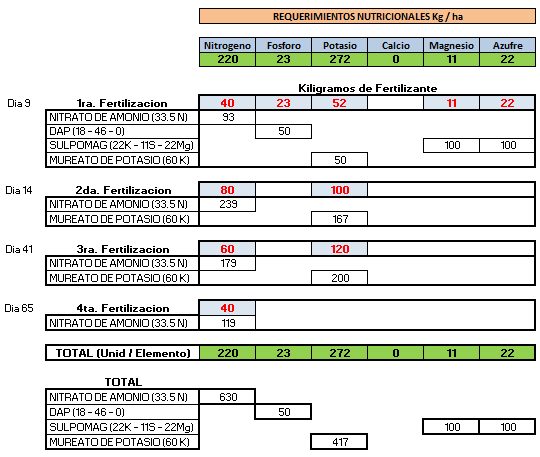 REQUERIMIENTOS NUTRICIONALES Kg / ha
Nitrogeno Fosforo Potasio Calcio Magnesio Azufre
220 23 272 0 11 22
Kiligramos de Fertilizante
Dia 9 1ra. Fertilizacion 40 23 52 11 22
NITRATO DE AMONIO (33.5 N) 93
DAP (18 - 46 - 0) 50
SULPOMAG (22K - 11S - 22Mg) 100 100
MUREATO DE POTASIO (60 K) 50
Dia 14 2da. Fertilizacion 80 100
NITRATO DE AMONIO (33.5 N) 239
MUREATO DE POTASIO (60 K) 167
Dia 41 3ra. Fertilizacion 60 120
NITRATO DE AMONIO (33.5 N) 179
MUREATO DE POTASIO (60 K) 200
Dia 65 4ta. Fertilizacion 40
NITRATO DE AMONIO (33.5 N) 119
TOTAL (Unid / Elemento) 220 23 272 0 11 22
TOTAL
NITRATO DE AMONIO (33.5 N) 630
DAP (18 - 46 - 0) 50
SULPOMAG (22K - 11S - 22Mg) 100 100
MUREATO DE POTASIO (60 K) 417